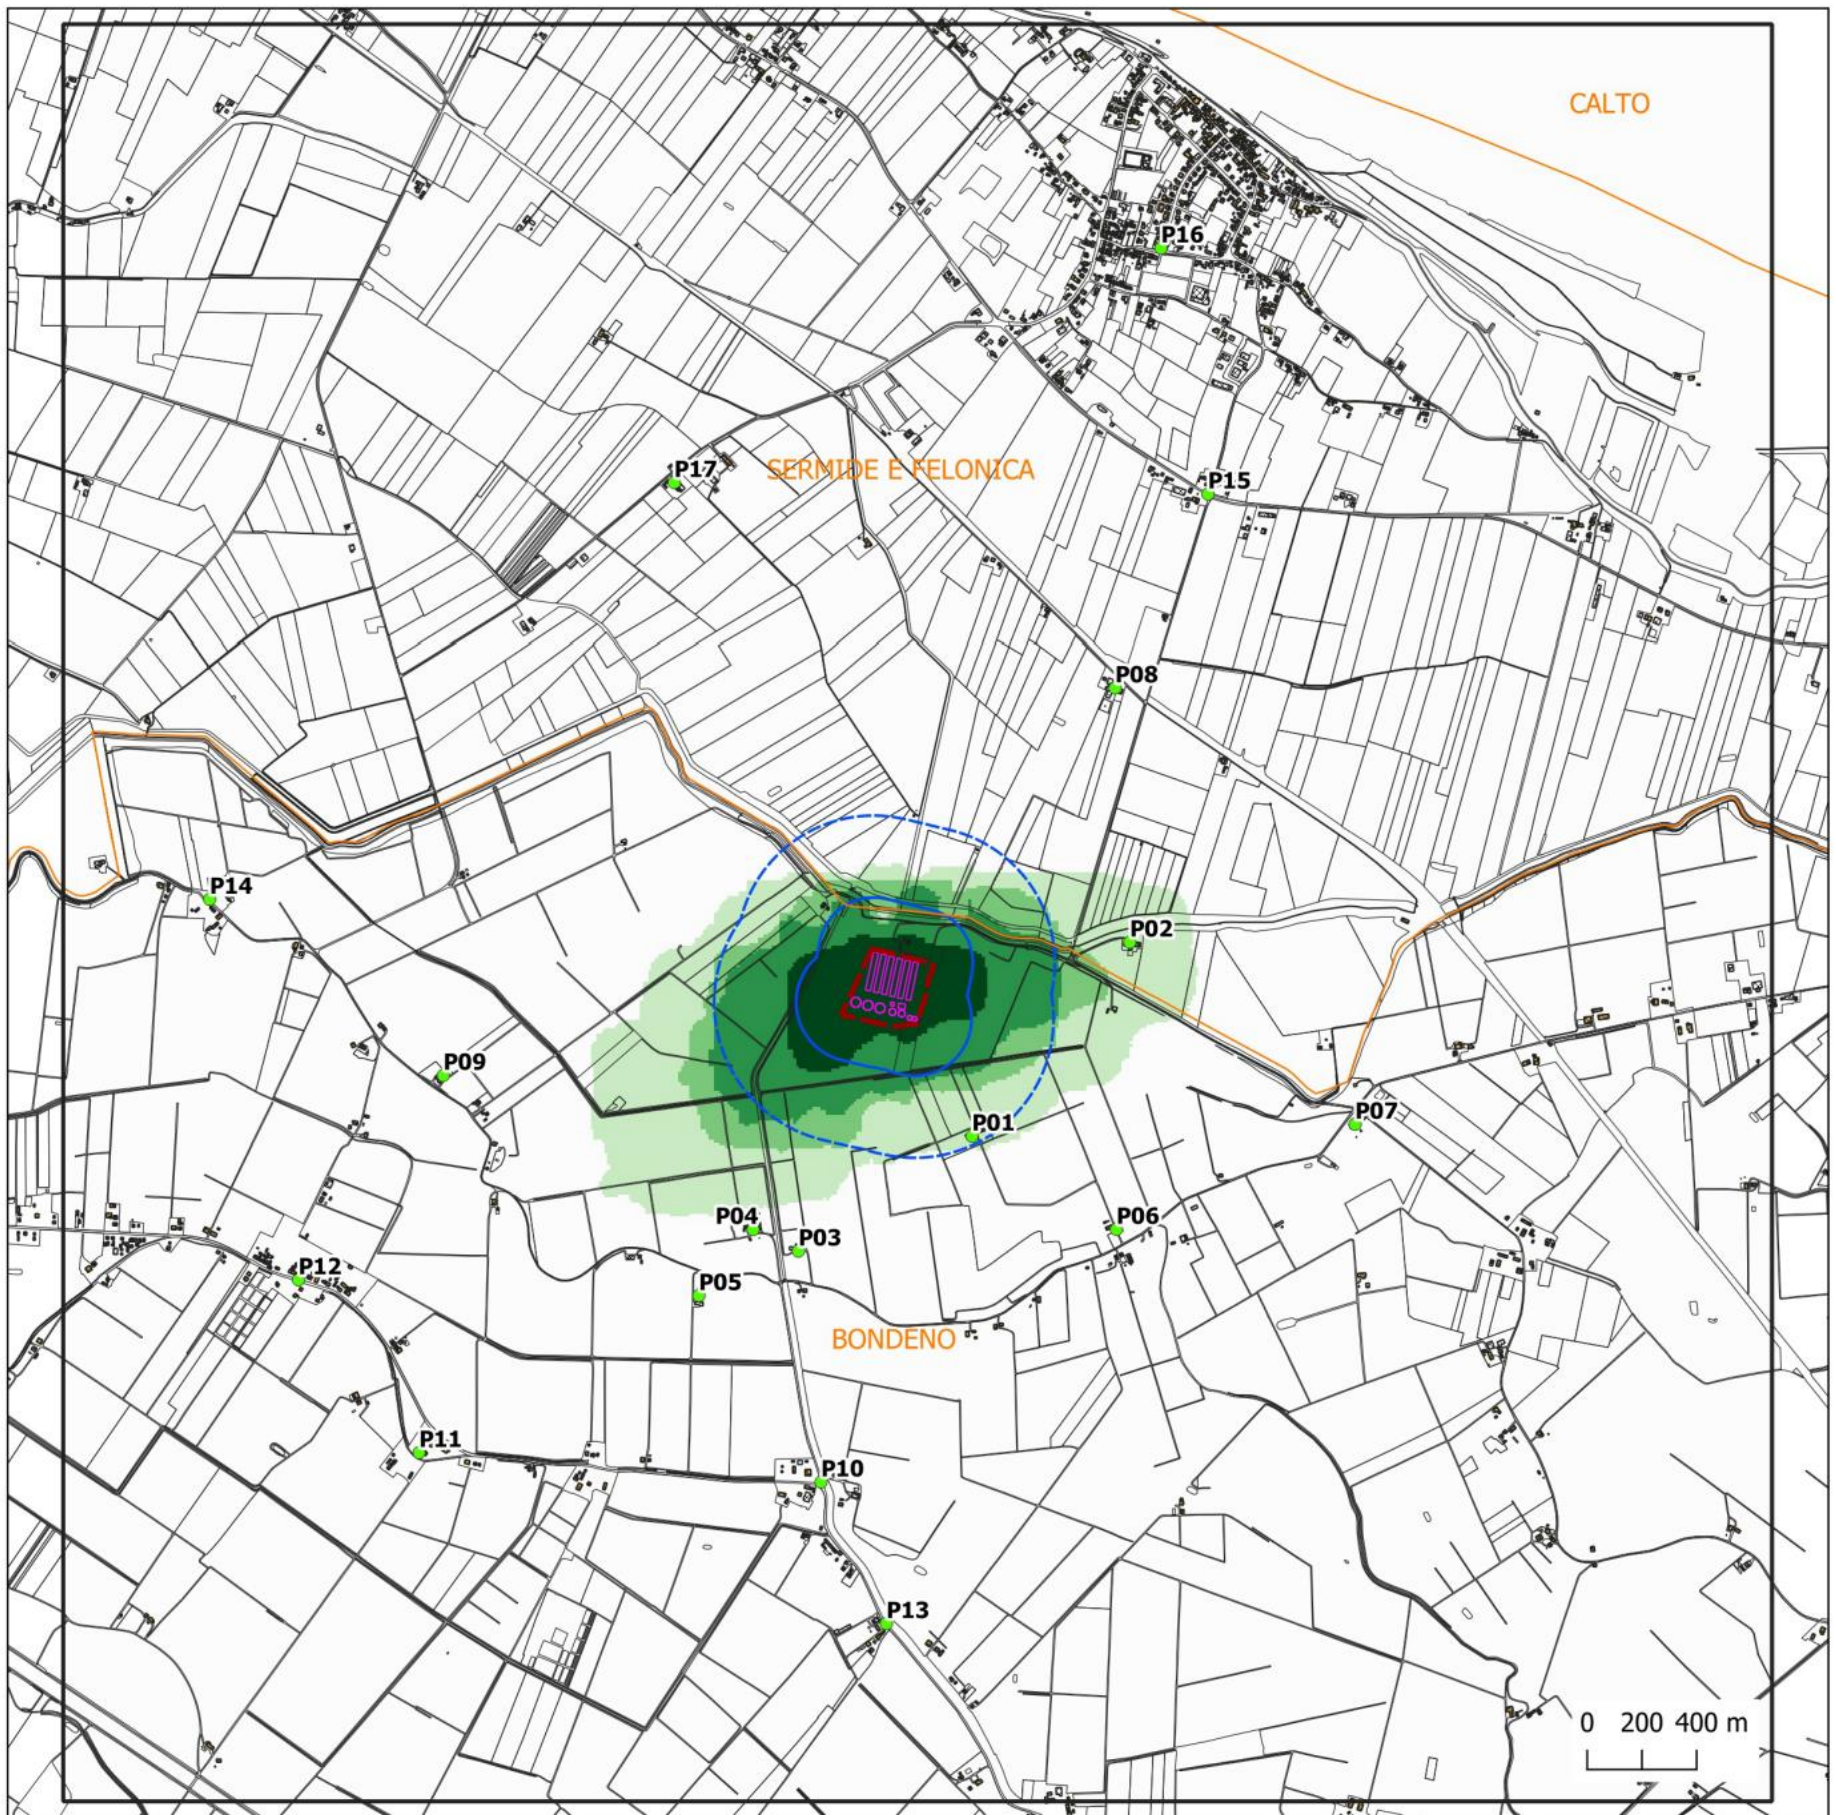 CALTO
P16
P17
SERMIDE E FELONICA
P15
P08
P14
P02
P09
P01
P07
P04
P03
P06
P12
P05
BONDENO
P11
P10
P13
0 200 400 m